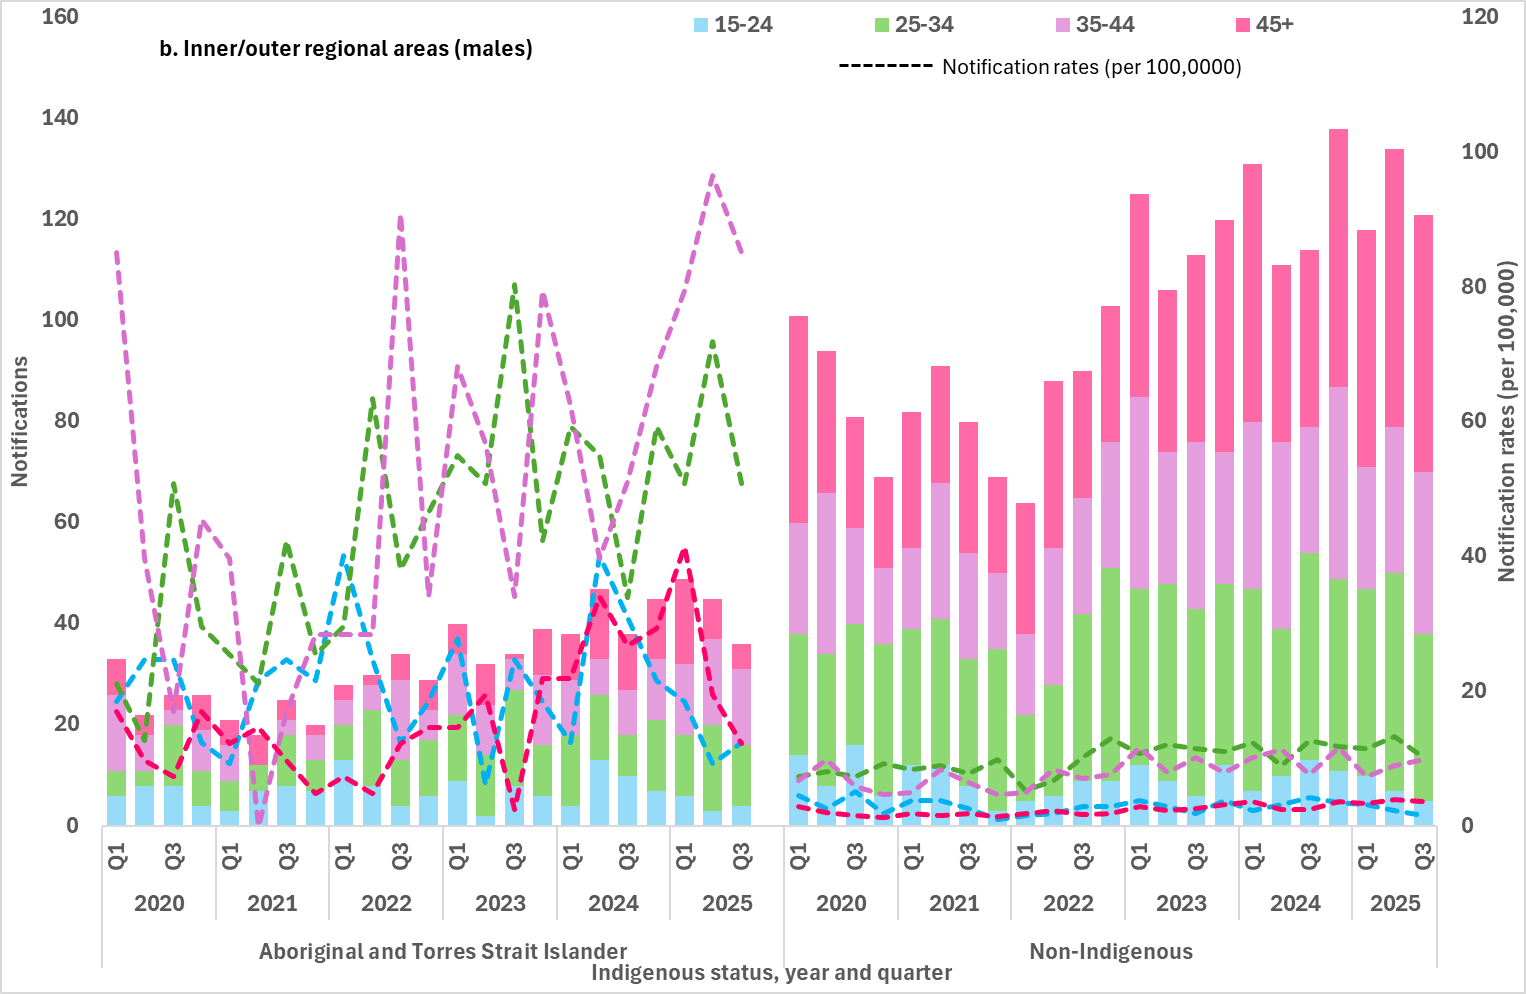 160
120
15-24
25-34
35-44
45+
b. Inner/outer regional areas (males)
Notification rates (per 100,0000)
140
120
100
80
60
40
20
0
100
80
60
40
20
0
Notifications
Notification rates (per 100,000)
Q1 Q3 Q1 Q3 Q1 Q3 Q1 Q3 Q1 Q3 Q1 Q3 Q1 Q3 Q1 Q3 Q1 Q3 Q1 Q3 Q1 Q3 Q1 Q3
2020 2021 2022 2023 2024 2025 2020 2021 2022 2023 2024 2025
Aboriginal and Torres Strait Islander Non-Indigenous
Indigenous status, year and quarter